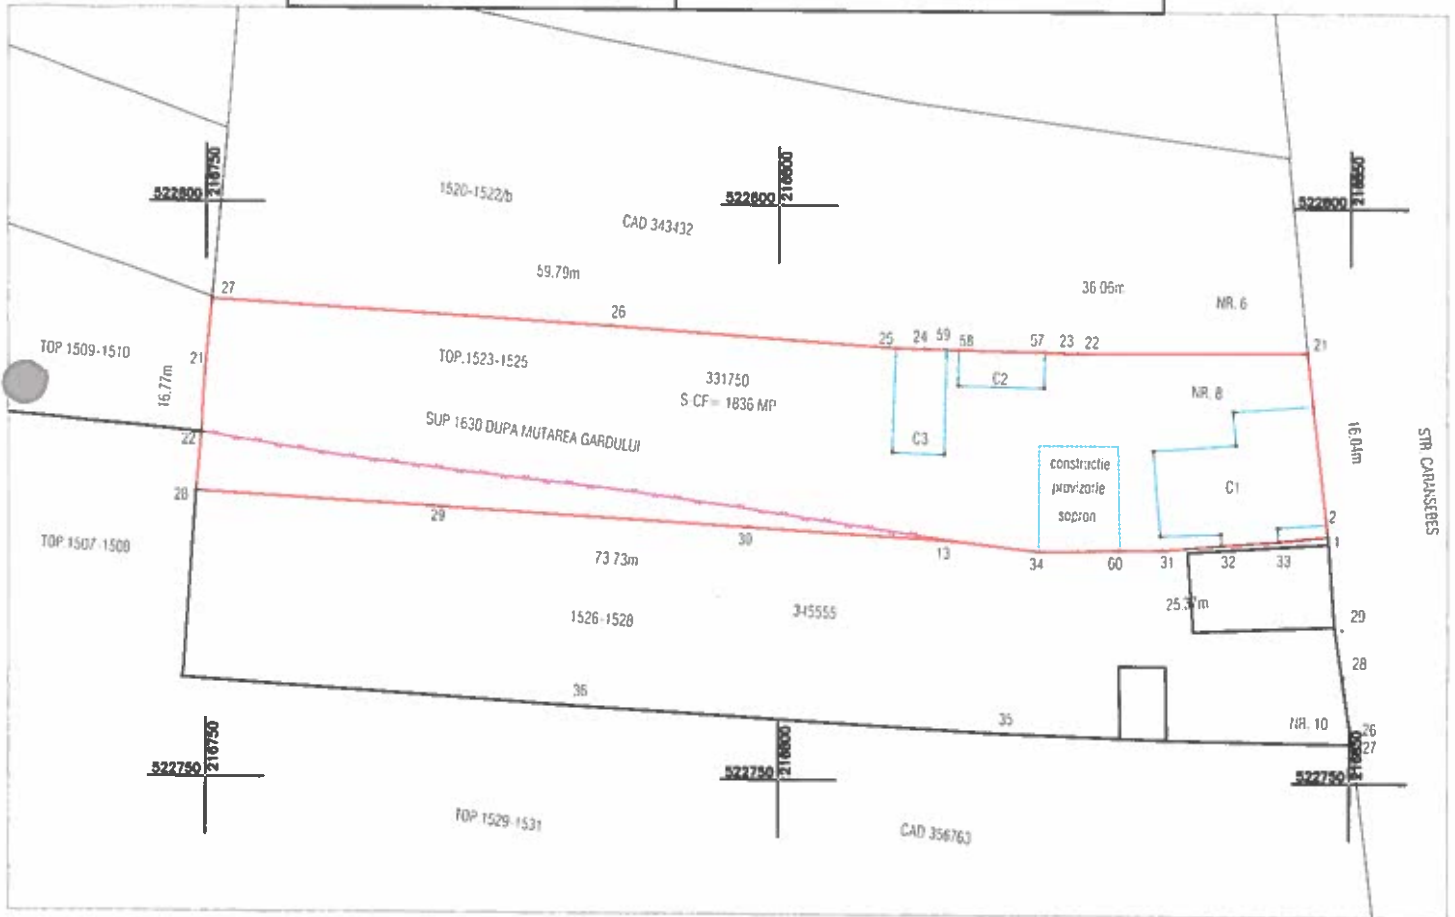 216750
522800
1520-1522/b
CAD 343432
216800
522800
216850
522800
59.79m
36.05m
NR. 6
27
26
25
24
59
58
57
23
22
21
TOP 1509-1510
21
16.77m
TOP.1523-1525
331750
S CF = 1836 MP
C2
NR. 8
SUP 1630 DUPA MUTAREA GARDULUI
C3
constructie
provizorie
sopron
C1
16.04m
STR. CARANSEBES
22
28
29
30
13
34
60
31
32
33
2
1
TOP 1507-1508
73.73m
1526-1528
345555
29
28
36
35
NR. 10
26
27
216750
522750
216800
522750
216850
522750
TOP 1529-1531
CAD 356763